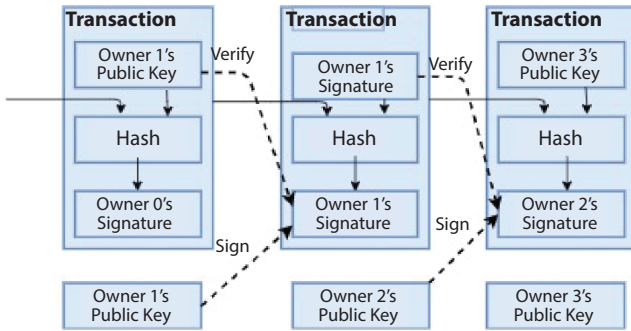 Transaction
Owner 1's
Public Key
Hash
Owner 0's
Signature
Verify
Transaction
Owner 1's
Signature
Hash
Owner 1's
Signature
Verify
Transaction
Owner 3's
Public Key
Hash
Owner 2's
Signature
Sign
Sign
Owner 1's
Public Key
Owner 2's
Public Key
Owner 3's
Public Key